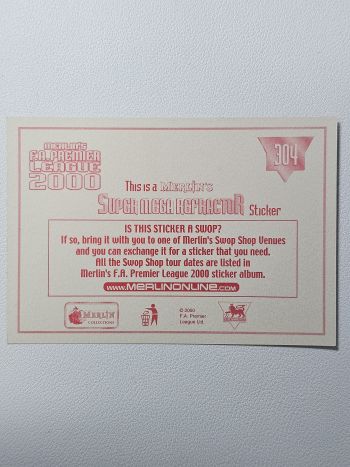 MERLIN'S
F.A. PREMIER
LEAGUE
2000
304
This is a MERLIN'S
SUPER MEGA REFRACTOR Sticker
IS THIS STICKER A SWOP?
If so, bring it with you to one of Merlin's Swop Shop Venues
and you can exchange it for a sticker that you need.
All the Swop Shop tour dates are listed in
Merlin's F.A. Premier League 2000 sticker album.
www.MERLINONLINE.com
MERLIN
COLLECTIONS
© 2000
F.A. Premier
League Ltd.